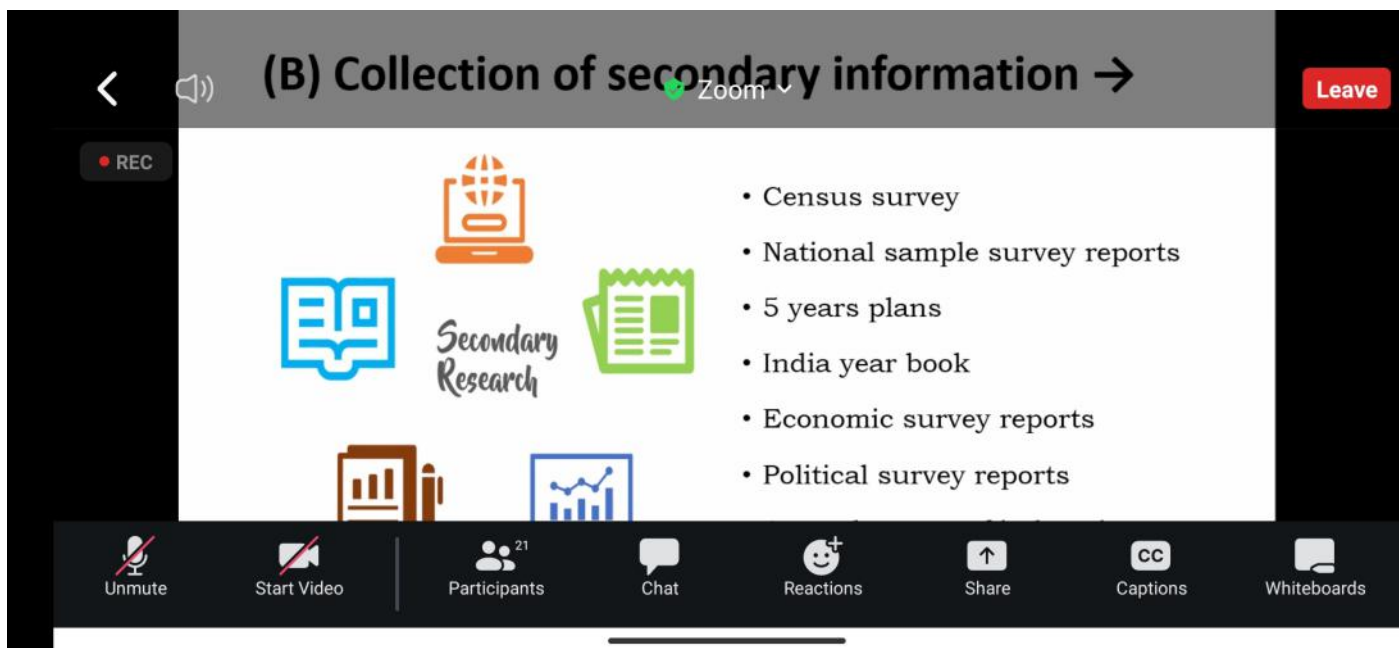 (B) Collection of secondary information →
Zoom
Leave
REC
• Census survey
• National sample survey reports
• 5 years plans
• India year book
• Economic survey reports
• Political survey reports
Secondary
Research
Unmute
Start Video
Participants
21
Chat
Reactions
Share
CC
Captions
Whiteboards